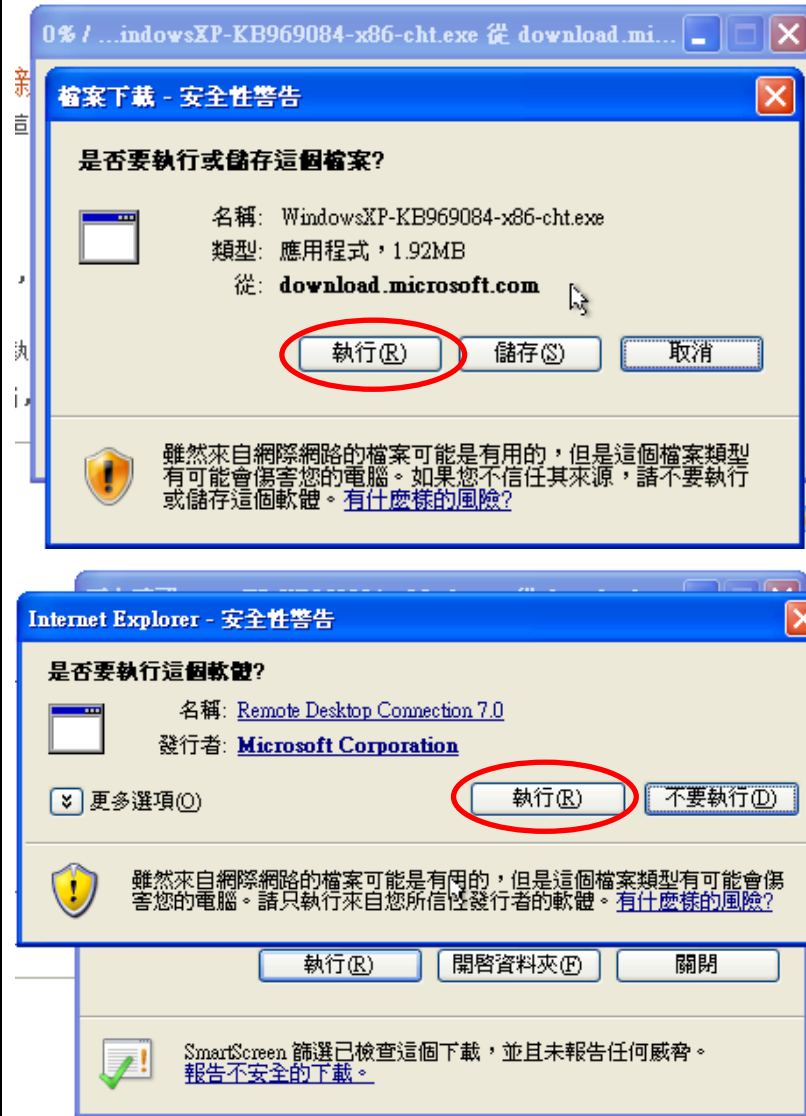 0% / ...indowsXP-KB969084-x86-cht.exe 從 download.mi...
檔案下載 - 安全性警告
是否要執行或儲存這個檔案?
名稱: WindowsXP-KB969084-x86-cht.exe
類型: 應用程式，1.92MB
從: download.microsoft.com
執行(R) 儲存(S) 取消
雖然來自網際網路的檔案可能是有用的，但是這個檔案類型
有可能會傷害您的電腦。如果您不信任其來源，請不要執行
或儲存這個軟體。有什麼樣的風險?
Internet Explorer - 安全性警告
是否要執行這個軟體?
名稱: Remote Desktop Connection 7.0
發行者: Microsoft Corporation
更多選項(O) 執行(R) 不要執行(D)
雖然來自網際網路的檔案可能是有用的，但是這個檔案類型有可能會傷
害您的電腦。請只執行來自您所信任發行者的軟體。有什麼樣的風險?
執行(R) 開啓資料夾(F) 關閉
SmartScreen 篩選已檢查這個下載，並且未報告任何威脅。
報告不安全的下載。